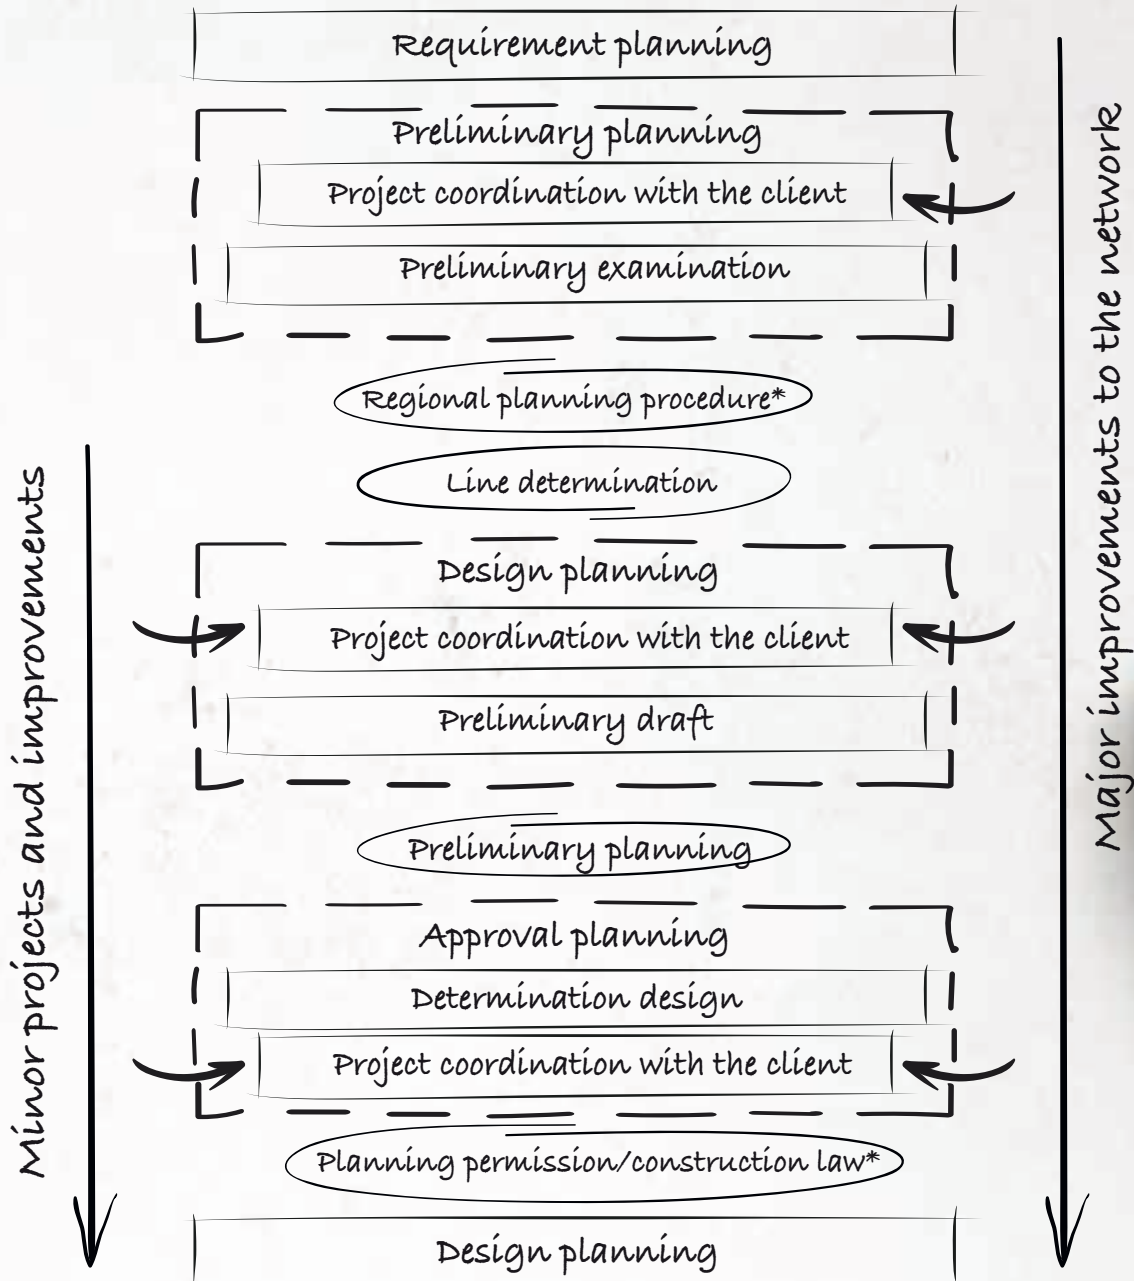 Requirement planning
Preliminary planning
Project coordination with the client
Preliminary examination
Regional planning procedure*
Line determination
Design planning
Project coordination with the client
Preliminary draft
Preliminary planning
Approval planning
Determination design
Project coordination with the client
Planning permission/construction law*
Design planning
Minor projects and improvements
Major improvements to the network